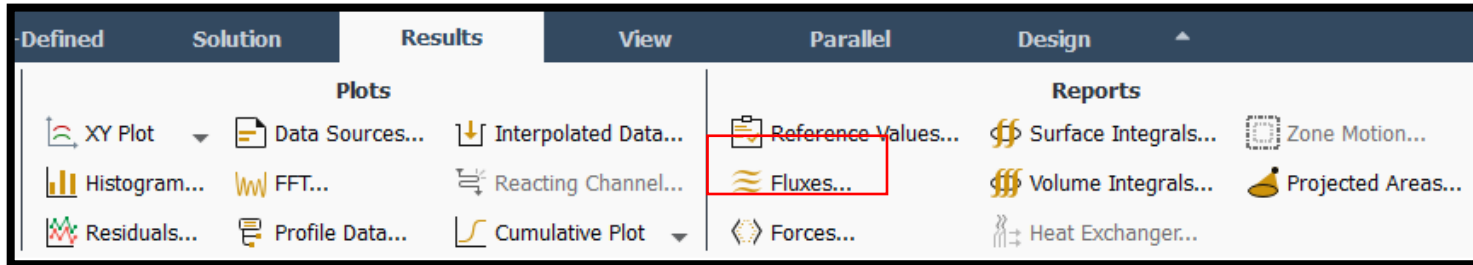 -Defined Solution Results View Parallel Design
Plots Reports
XY Plot Data Sources... Interpolated Data... Reference Values... Surface Integrals... Zone Motion...
Histogram... FFT... Reacting Channel... Fluxes... Volume Integrals... Projected Areas...
Residuals... Profile Data... Cumulative Plot Forces... Heat Exchanger...